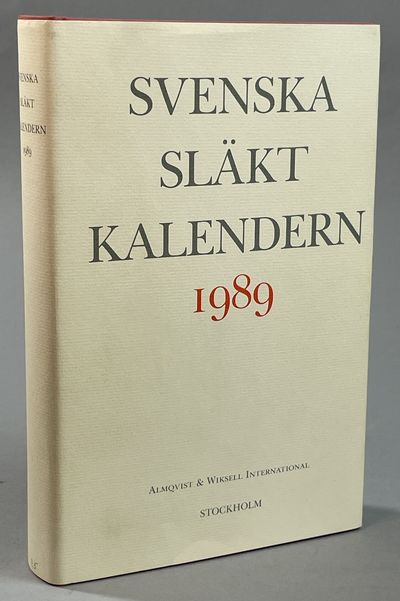 SVENSKA
SLÄKT
KALENDERN
1989
ALMQVIST & WIKSELL INTERNATIONAL
STOCKHOLM
SVENSKA
SLÄKT
KALENDERN
1989